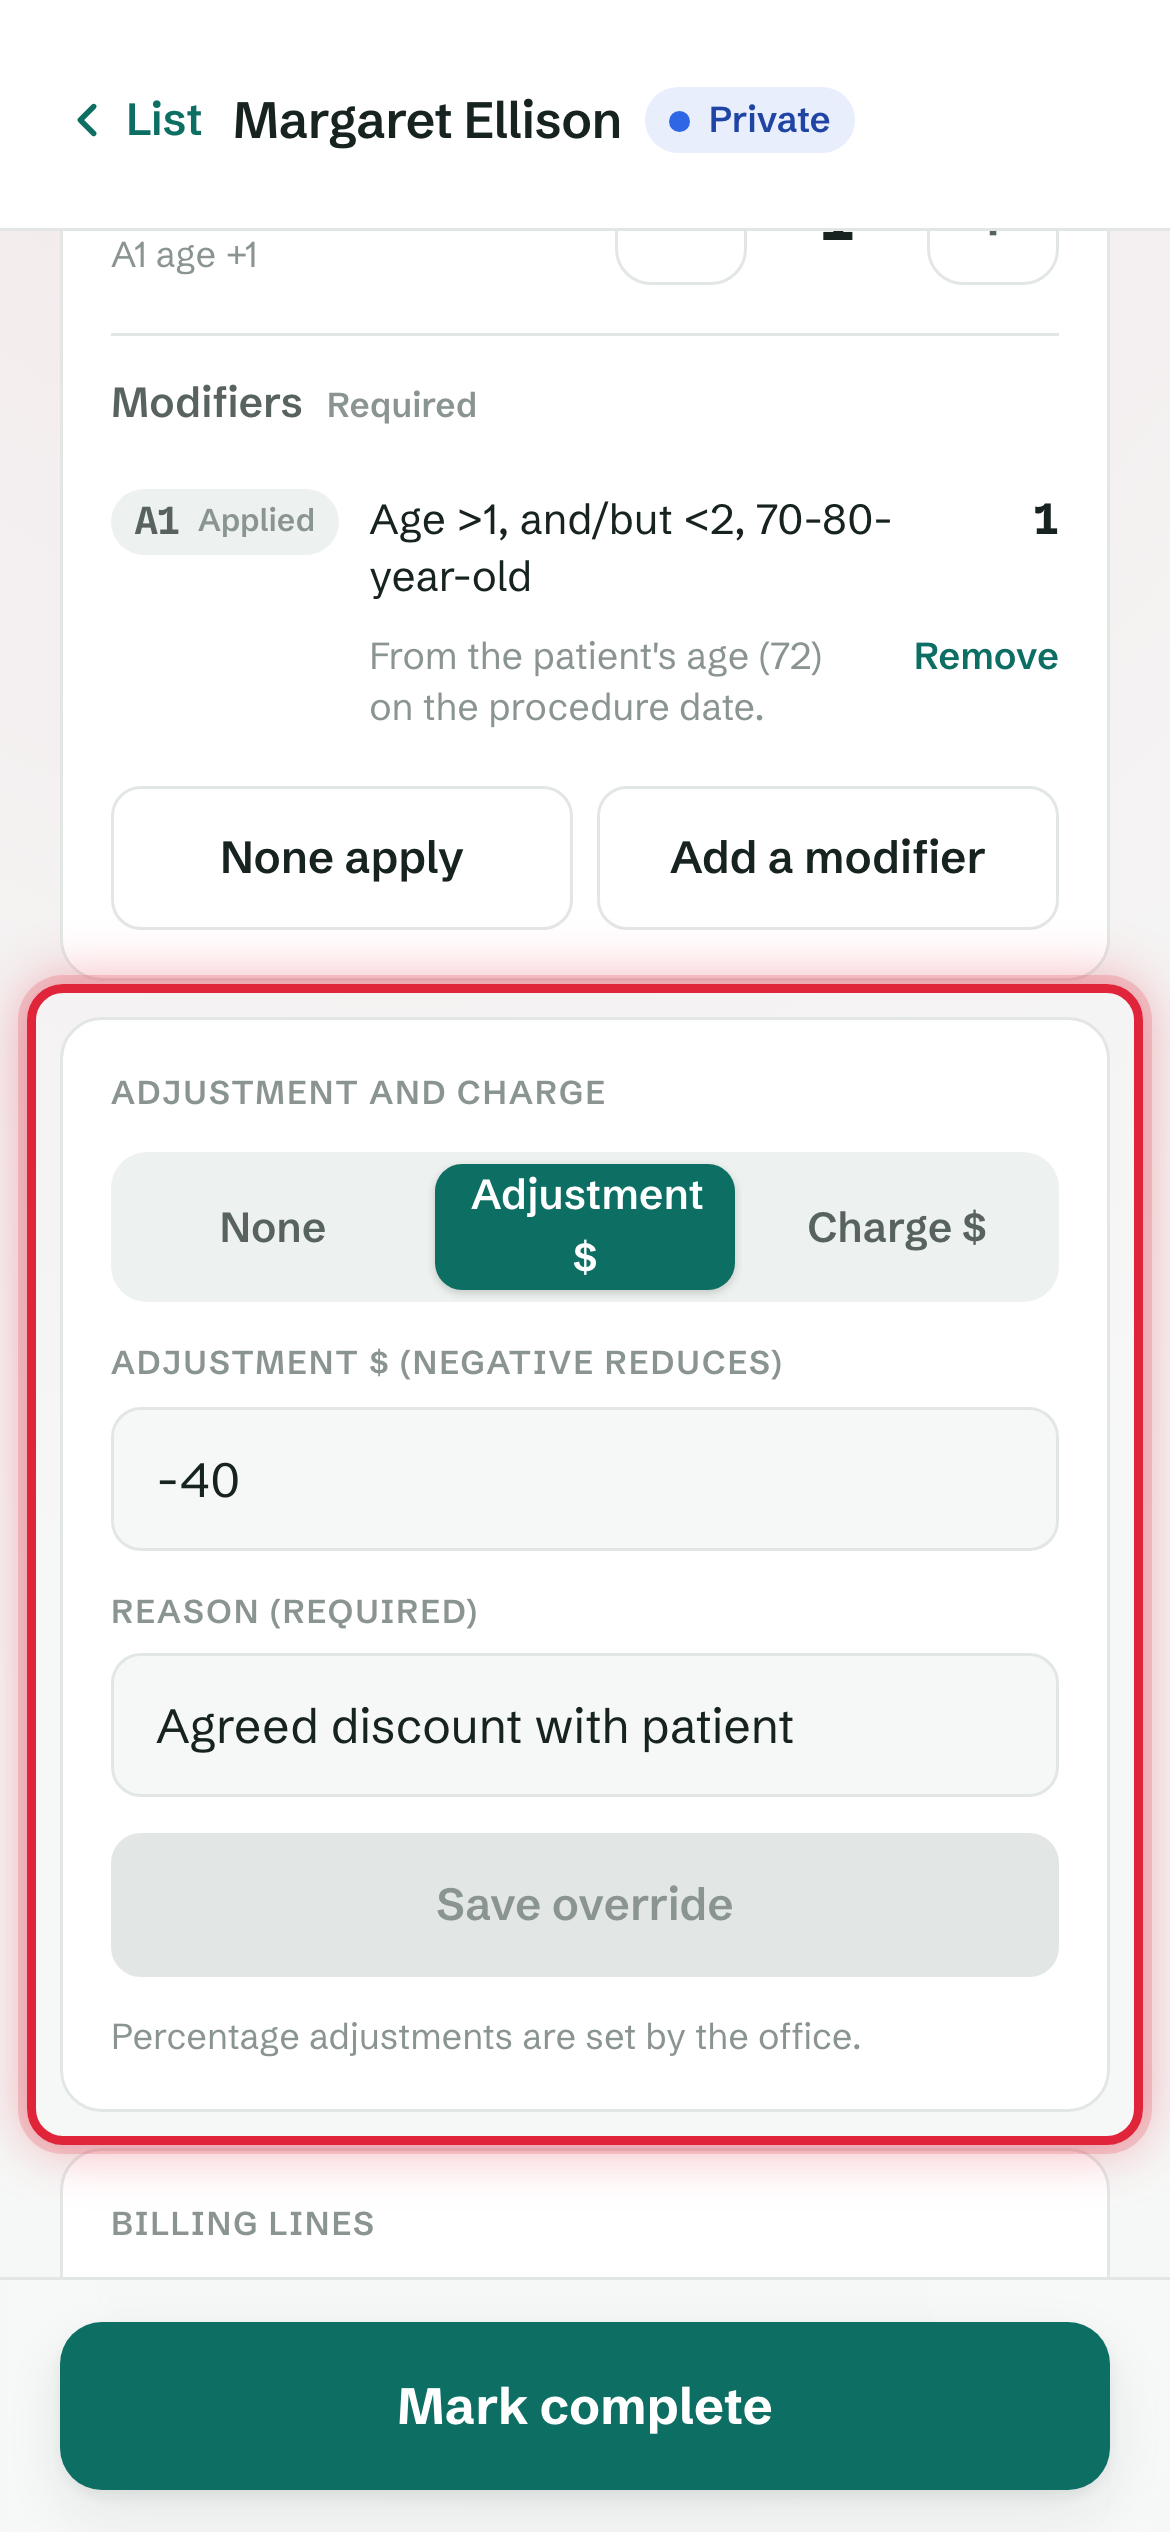 List Margaret Ellison Private
A1 age +1
Modifiers Required
A1 Applied Age >1, and/but <2, 70-80- 1
year-old
From the patient's age (72) Remove
on the procedure date.
None apply Add a modifier
ADJUSTMENT AND CHARGE
None Adjustment $ Charge $
ADJUSTMENT $ (NEGATIVE REDUCES)
-40
REASON (REQUIRED)
Agreed discount with patient
Save override
Percentage adjustments are set by the office.
BILLING LINES
Mark complete